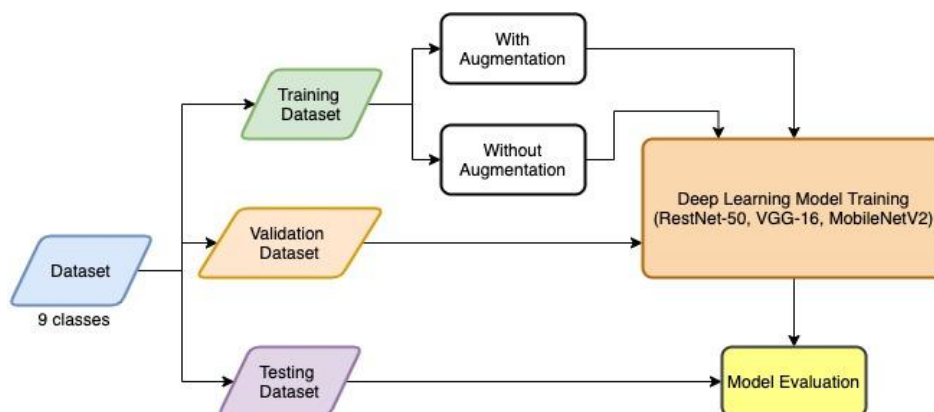 With
Augmentation
Training
Dataset
Without
Augmentation
Deep Learning Model Training
(RestNet-50, VGG-16, MobileNetV2)
Validation
Dataset
Dataset
9 classes
Testing
Dataset
Model Evaluation